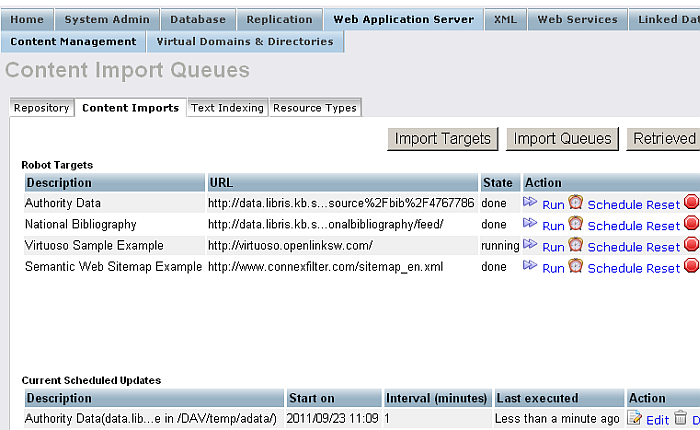 Home System Admin Database Replication Web Application Server XML Web Services Linked Dat
Content Management Virtual Domains & Directories
Content Import Queues
Repository Content Imports Text Indexing Resource Types
Import Targets Import Queues Retrieved
Robot Targets
Description URL State Action
Authority Data http://data.libris.kb.s...source%2Fbib%2F4767786 done Run Schedule Reset
National Bibliography http://data.libris.kb.s...onalbibliography/feed/ done Run Schedule Reset
Virtuoso Sample Example http://virtuoso.openlinksw.com/ running Run Schedule Reset
Semantic Web Sitemap Example http://www.connexfilter.com/sitemap_en.xml done Run Schedule Reset
Current Scheduled Updates
Description Start on Interval (minutes) Last executed Action
Authority Data(data.lib...e in /DAV/temp/adata/) 2011/09/23 11:09 1 Less than a minute ago Edit D